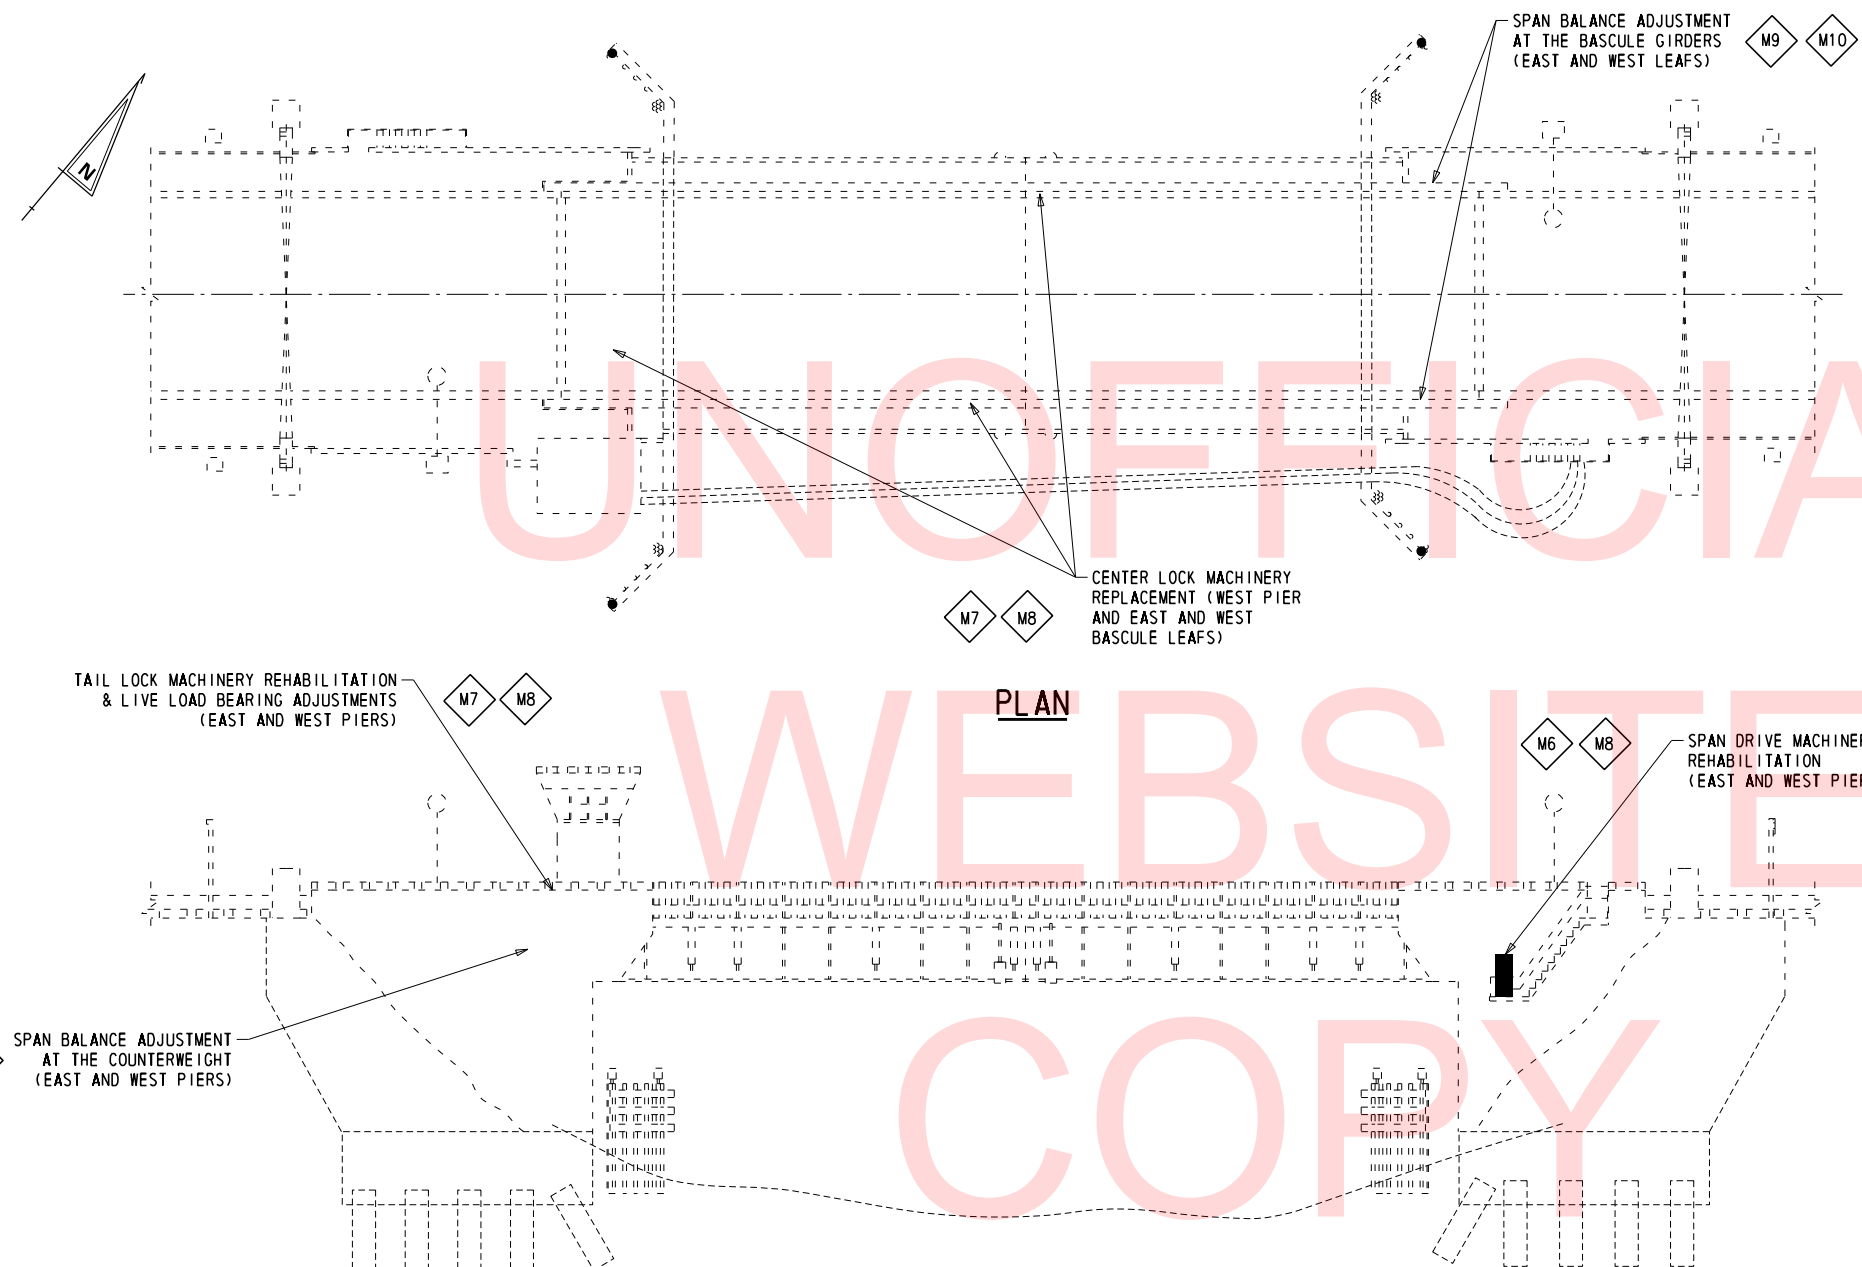 SPAN BALANCE ADJUSTMENT
AT THE BASCULE GIRDERS
(EAST AND WEST LEAFS)
M9 M10
N
CENTER LOCK MACHINERY
REPLACEMENT (WEST PIER
AND EAST AND WEST
BASCULE LEAFS)
M7 M8
PLAN
TAIL LOCK MACHINERY REHABILITATION
& LIVE LOAD BEARING ADJUSTMENTS
(EAST AND WEST PIERS)
M7 M8
M6 M8
SPAN DRIVE
REHABILITATION
(EAST AND WEST
SPAN BALANCE ADJUSTMENT
AT THE COUNTERWEIGHT
(EAST AND WEST PIERS)
WEBSITE
COPY